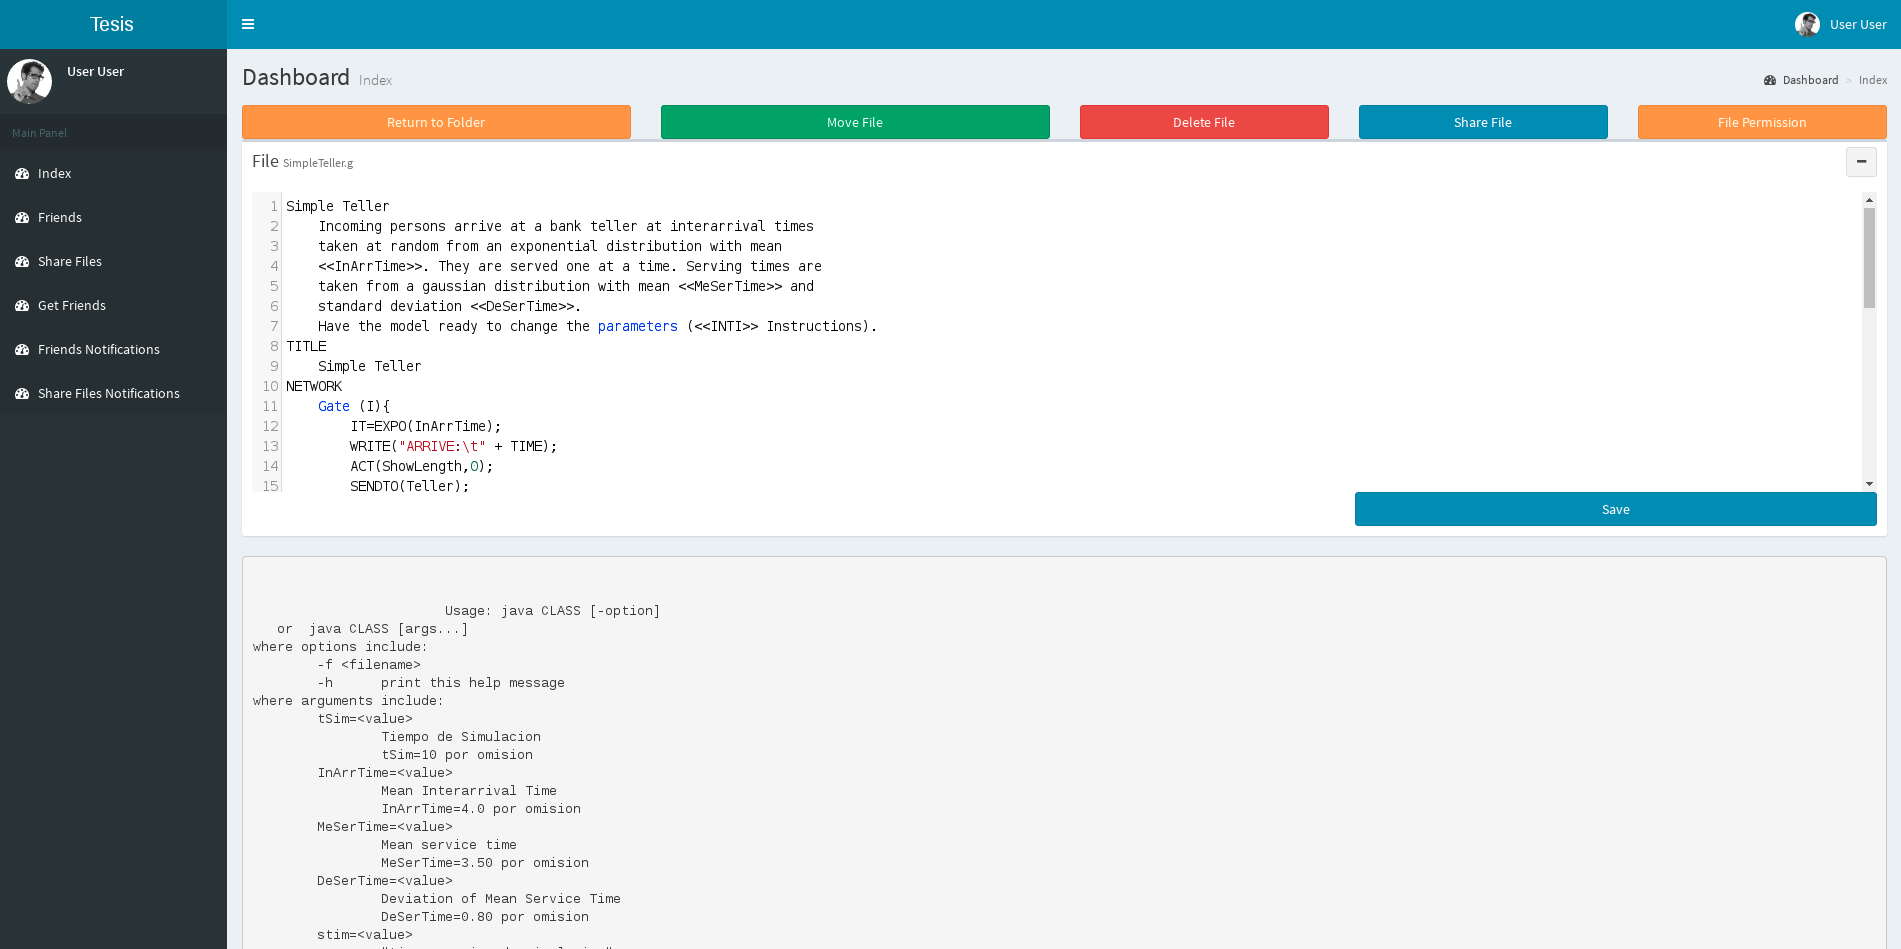 Tesis
User User
User User
Main Panel
Index
Friends
Share Files
Get Friends
Friends Notifications
Share Files Notifications
Dashboard Index
Dashboard > Index
Return to Folder
Move File
Delete File
Share File
File Permission
File SimpleTeller.g
1 Simple Teller
2 Incoming persons arrive at a bank teller at interarrival times
3 taken at random from an exponential distribution with mean
4 <<InArrTime>>. They are served one at a time. Serving times are
5 taken from a gaussian distribution with mean <<MeSerTime>> and
6 standard deviation <<DeSerTime>>.
7 Have the model ready to change the parameters (<<INTI>> Instructions).
8 TITLE
9 Simple Teller
10 NETWORK
11 Gate (I){
12 IT=EXPO(InArrTime);
13 WRITE("ARRIVE:\t" + TIME);
14 ACT(ShowLength,0);
15 SENDTO(Teller);
Save
Usage: java CLASS [-option]
or java CLASS [args...]
where options include:
-f <filename>
-h print this help message
where arguments include:
tSim=<value>
Tiempo de Simulacion
tSim=10 por omision
InArrTime=<value>
Mean Interarrival Time
InArrTime=4.0 por omision
MeSerTime=<value>
Mean service time
MeSerTime=3.50 por omision
DeSerTime=<value>
Deviation of Mean Service Time
DeSerTime=0.80 por omision
stim=<value>